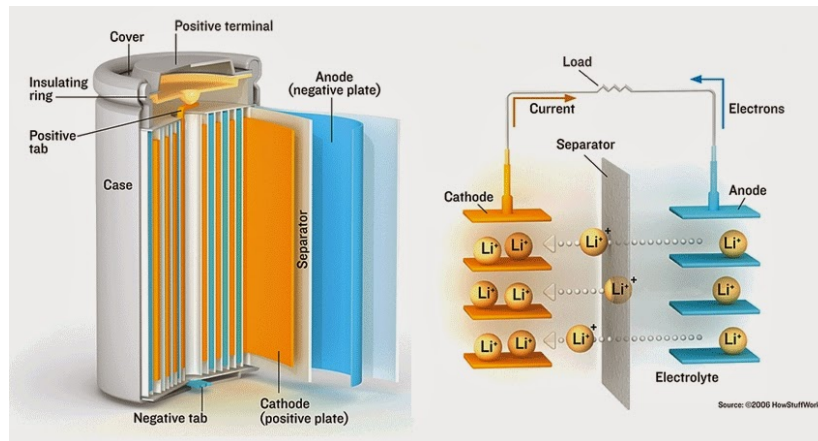 Positive terminal
Cover
Insulating
ring
Positive
tab
Case
Anode
(negative plate)
Separator
Negative tab
Cathode
(positive plate)
Load
Current
Electrons
Separator
Cathode
Anode
Li⁺ Li⁺ Li⁺ + Li⁺
Li⁺ Li⁺ Li⁺ + Li⁺
Li⁺ Li⁺ Li⁺ + Li⁺
Electrolyte
Source: ©2006 HowStuffWork